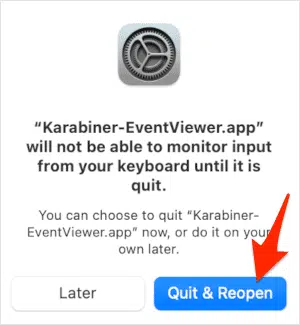 “Karabiner-EventViewer.app”
will not be able to monitor input
from your keyboard until it is
quit.
You can choose to quit “Karabiner-
EventViewer.app” now, or do it on your
own later.
Later
Quit & Reopen